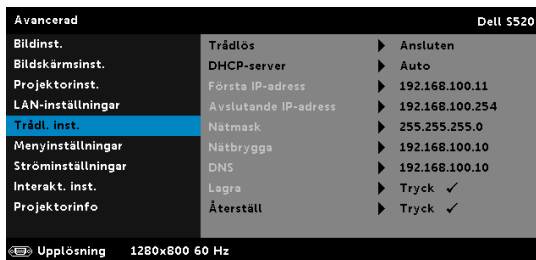 Avancerad Dell S520
Bildinst. Trådlös Ansluten
Bildskärmsinst. DHCP-server Auto
Projektorinst. Första IP-adress 192.168.100.11
LAN-inställningar Avslutande IP-adress 192.168.100.254
Trådl. inst. Nätmask 255.255.255.0
Menyinställningar Nätbrygga 192.168.100.10
Ströminställningar DNS 192.168.100.10
Interakt. inst. Lagra Tryck ✓
Projektorinfo Återställ Tryck ✓
Upplösning 1280x800 60 Hz